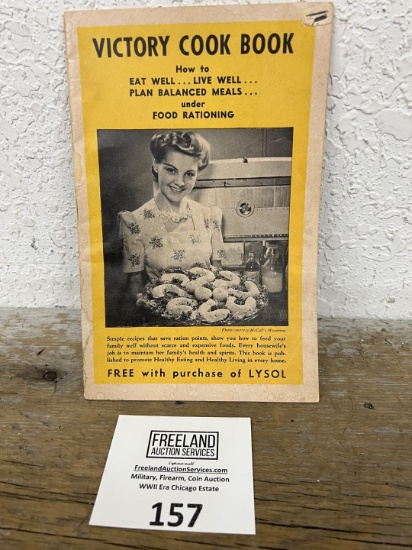 VICTORY COOK BOOK
How to
EAT WELL... LIVE WELL...
PLAN BALANCED MEALS...
under
FOOD RATIONING
Photo courtesy McCall's Magazine
Simple recipes that save ration points, show you how to feed your
family well without scarce and expensive foods. Every housewife's
job is to maintain her family's health and spirits. This book is pub-
lished to promote Healthy Eating and Healthy Living in every home.
FREE with purchase of LYSOL
FREELAND
AUCTION SERVICES
FreelandAuctionServices.com
Military, Firearm, Coin Auction
WWII Era Chicago Estate
157